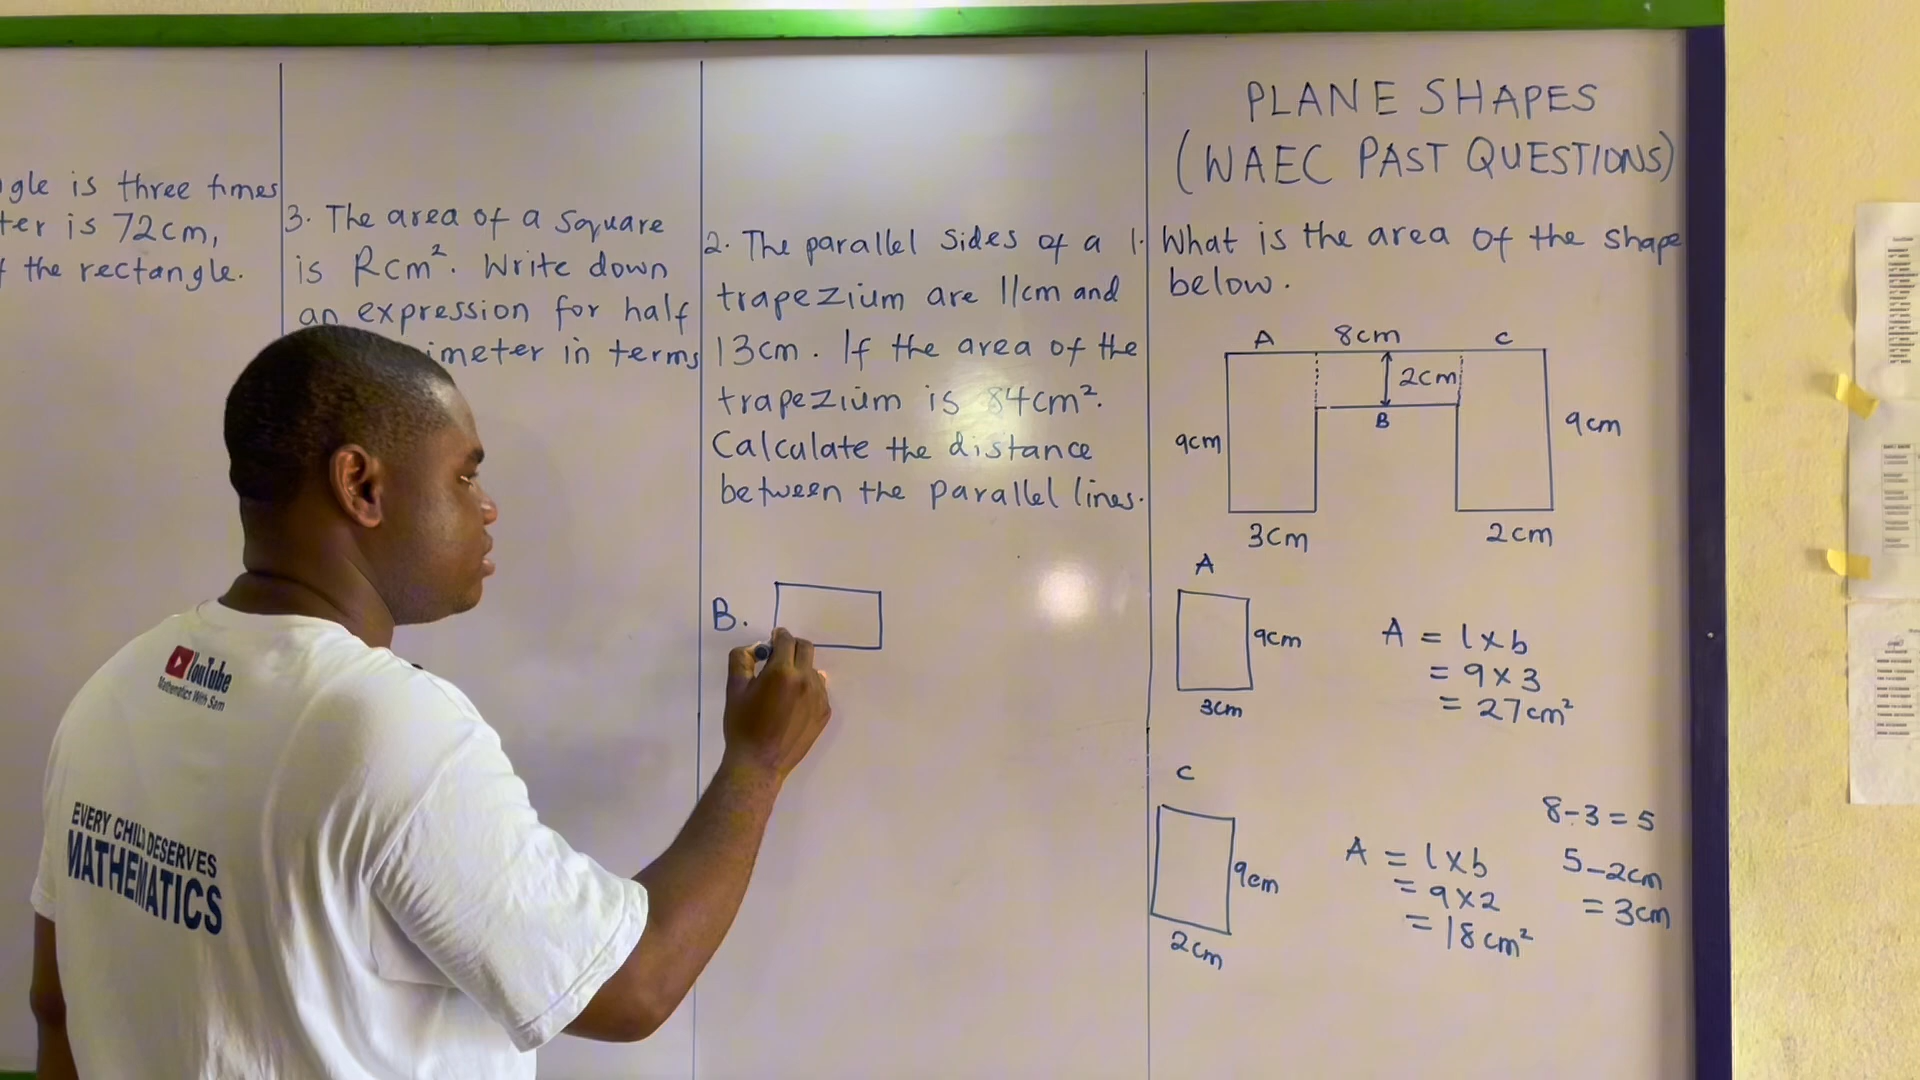 PLANE SHAPES
(WAEC PAST QUESTIONS)
1. What is the area of the shape
below.
A 8cm C
2cm
B
9cm
9cm
3cm
2cm
A
9cm
3cm
A = l x b
= 9 x 3
= 27cm²
C
9cm
2cm
A = l x b
= 9 x 2
= 18cm²
8-3=5
5-2cm
= 3cm
2. The parallel sides of a
trapezium are 11cm and
13cm. If the area of the
trapezium is 84cm².
Calculate the distance
between the parallel lines.
B.
3. The area of a square
is Rcm². Write down
an expression for half
imeter in terms
gle is three times
ter is 72cm,
f the rectangle.
YouTube
Mathematics With Sam
EVERY CHILD DESERVES
MATHEMATICS